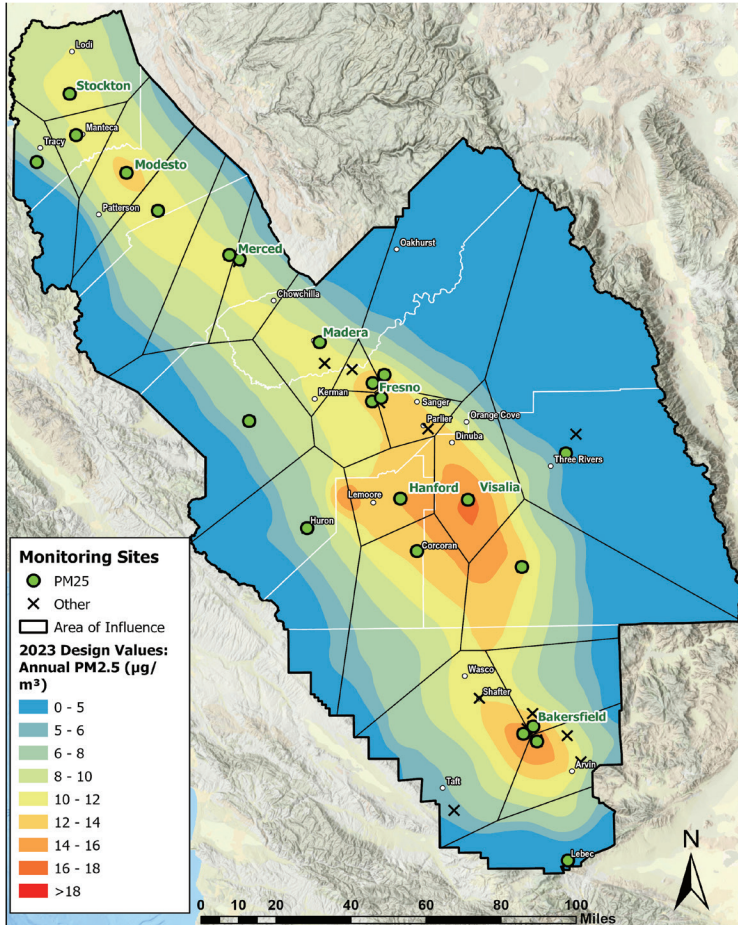 Lodi
Stockton
Manteca
Tracy
Modesto
Patterson
Merced
Oakhurst
Chowchilla
Madera
Fresno
Kerman
Sanger
Parlier
Orange Cove
Dinuba
Three Rivers
Hanford
Visalia
Lemoore
Huron
Corcoran
Monitoring Sites
PM25
Other
Area of Influence
2023 Design Values:
Annual PM2.5 (µg/
m³)
0 - 5
5 - 6
6 - 8
8 - 10
10 - 12
12 - 14
14 - 16
16 - 18
>18
Wasco
Shafter
Bakersfield
Arvin
Taft
Lebec
N
0 10 20 40 60 80 100
Miles